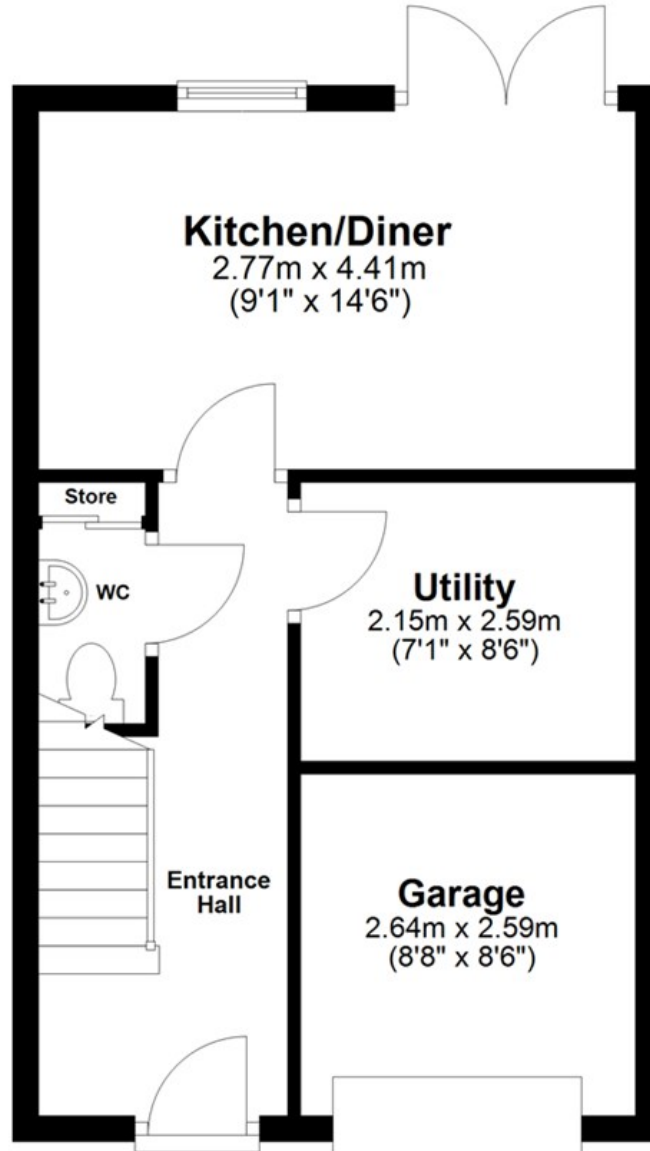 Kitchen/Diner
2.77m x 4.41m
(9'1" x 14'6")
Store
WC
Utility
2.15m x 2.59m
(7'1" x 8'6")
Entrance
Hall
Garage
2.64m x 2.59m
(8'8" x 8'6")